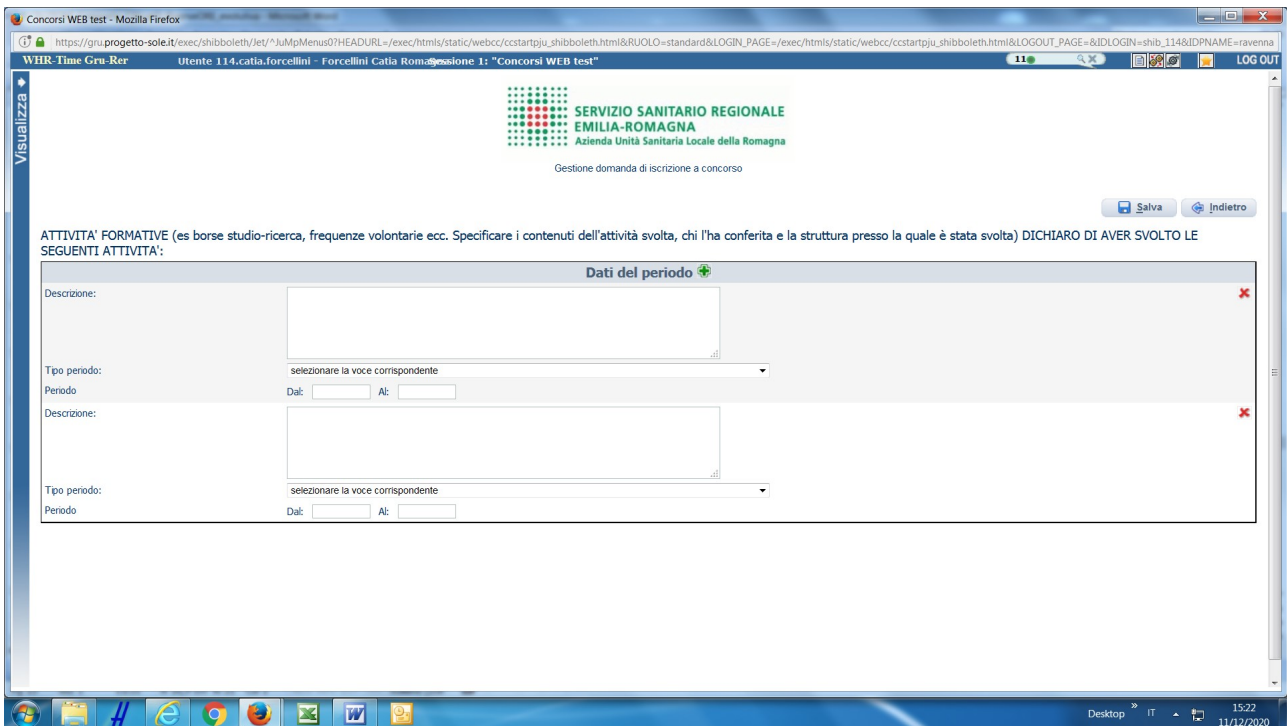 Concorsi WEB test - Mozilla Firefox
https://gru.progetto-sole.it/exec/shibboleth/Jet/^JuMpMenus0?HEADURL=/exec/htmls/static/webcc/ccstartpju_shibboleth.html&RUOLO=standard&LOGIN_PAGE=/exec/htmls/static/webcc/ccstartpju_shibboleth.html&LOGOUT_PAGE=&IDLOGIN=shib_114&IDPNAME=ravenna
WHR-Time Gru-Rer Utente 114.catia.forcellini - Forcellini Catia Sessione 1: "Concorsi WEB test" 11 LOG OUT
Visualizza
SERVIZIO SANITARIO REGIONALE
EMILIA-ROMAGNA
Azienda Unità Sanitaria Locale della Romagna
Gestione domanda di iscrizione a concorso
Salva Indietro
ATTIVITA' FORMATIVE (es borse studio-ricerca, frequenze volontarie ecc. Specificare i contenuti dell'attività svolta, chi l'ha conferita e la struttura presso la quale è stata svolta) DICHIARO DI AVER SVOLTO LE
SEGUENTI ATTIVITA':
Dati del periodo
Descrizione:
Tipo periodo: selezionare la voce corrispondente
Periodo Dal: Al:
Descrizione:
Tipo periodo: selezionare la voce corrispondente
Periodo Dal: Al:
Desktop » IT 15:22
11/12/2020